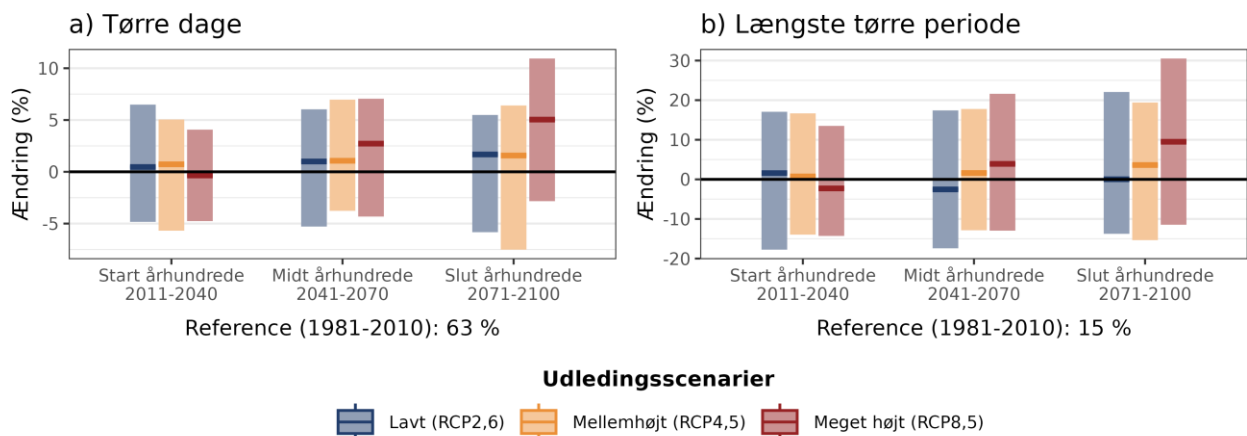 a) Tørre dage
Ændring (%)
10
5
0
-5
Start århundrede
2011-2040
Midt århundrede
2041-2070
Slut århundrede
2071-2100
Reference (1981-2010): 63 %
b) Længste tørre periode
Ændring (%)
30
20
10
0
-10
-20
Start århundrede
2011-2040
Midt århundrede
2041-2070
Slut århundrede
2071-2100
Reference (1981-2010): 15 %
Udledingsscenarier
Lavt (RCP2,6)
Mellemhøjt (RCP4,5)
Meget højt (RCP8,5)